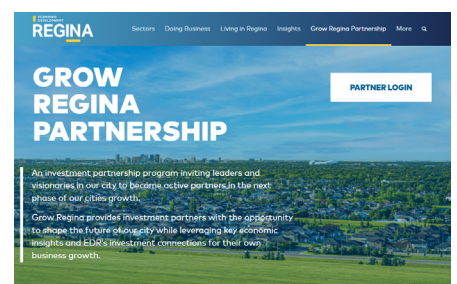 ECONOMIC
DEVELOPMENT
REGINA
Sectors Doing Business Living in Regina Insights Grow Regina Partnership More
GROW
REGINA
PARTNERSHIP
PARTNER LOGIN
An investment partnership program inviting leaders and
visionaries in our city to become active partners in the next
phase of our cities growth.
Grow Regina provides investment partners with the opportunity
to shape the future of our city while leveraging key economic
insights and EDR's investment connections for their own
business growth.